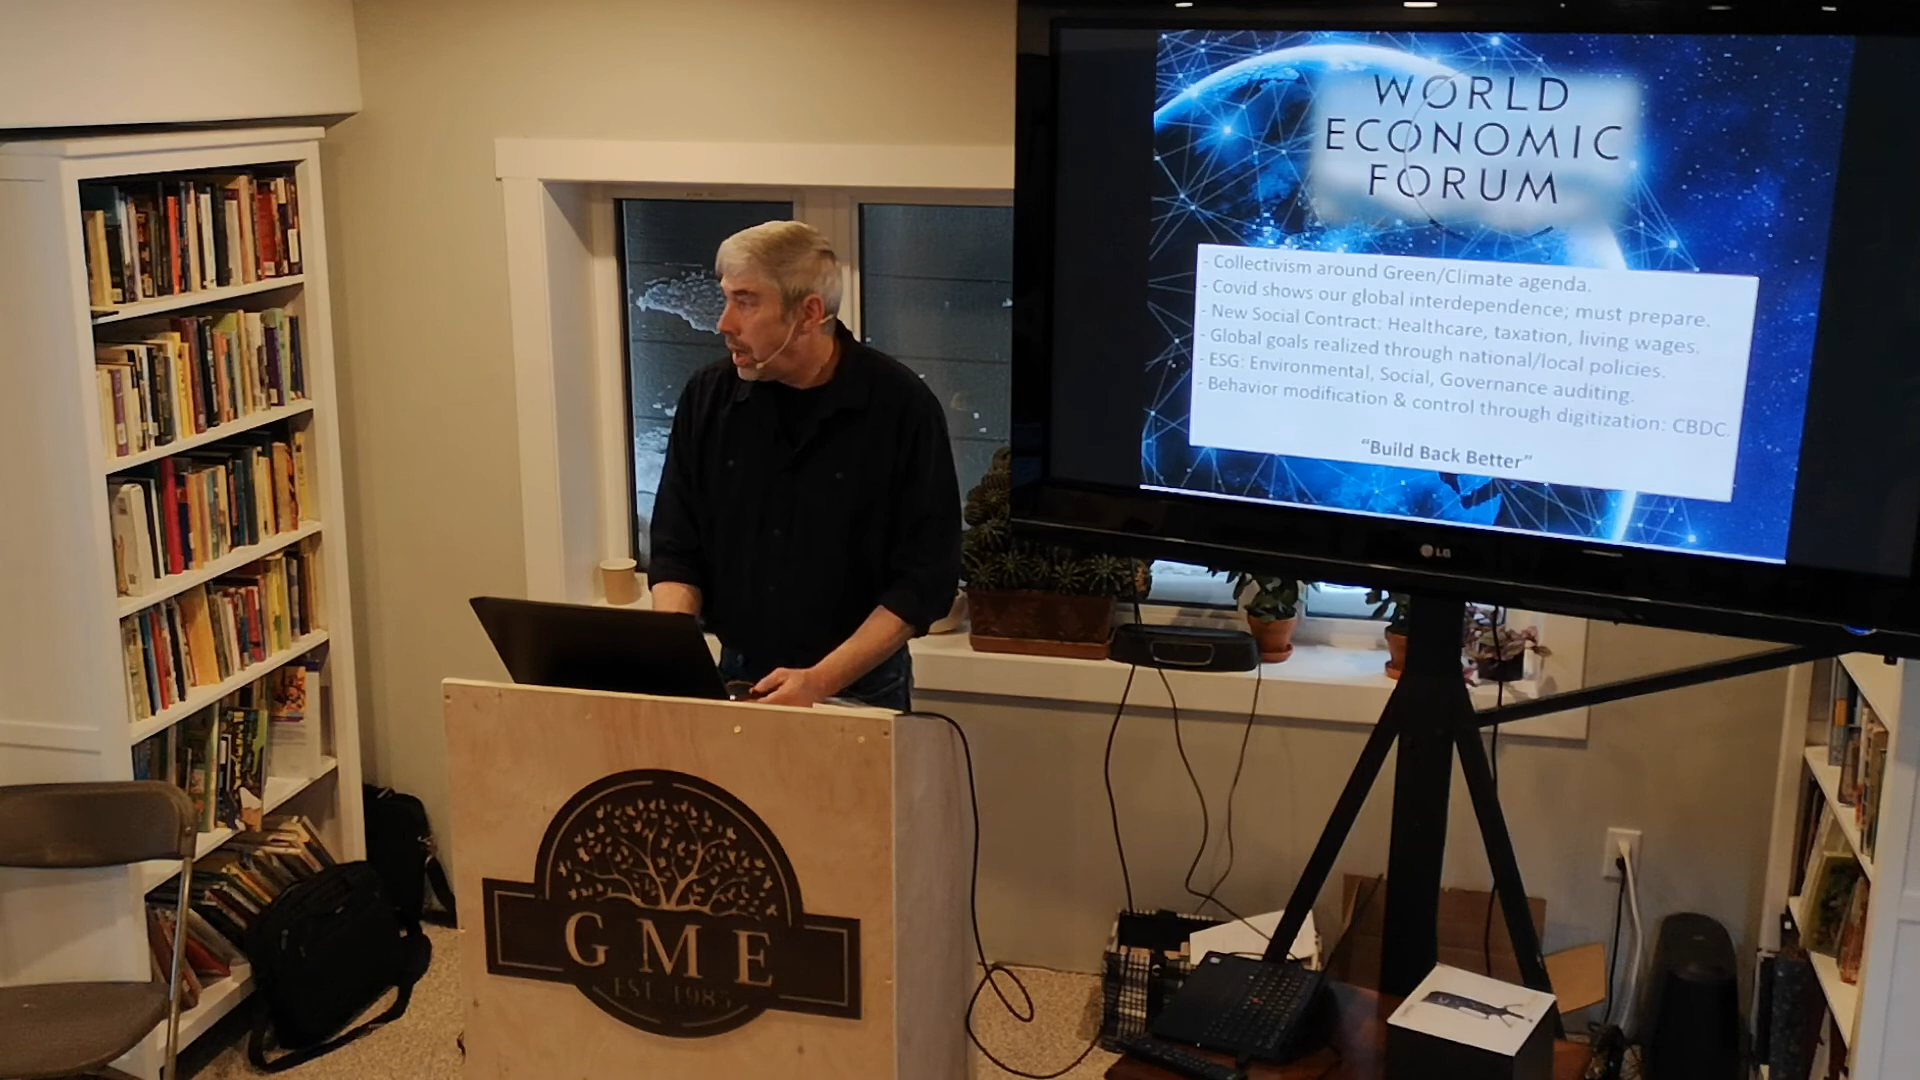 WORLD
ECONOMIC
FORUM
- Collectivism around Green/Climate agenda.
- Covid shows our global interdependence; must prepare.
- New Social Contract: Healthcare, taxation, living wages.
- Global goals realized through national/local policies.
- ESG: Environmental, Social, Governance auditing.
- Behavior modification & control through digitization: CBDC.
“Build Back Better”
LG
GME
EST. 1985